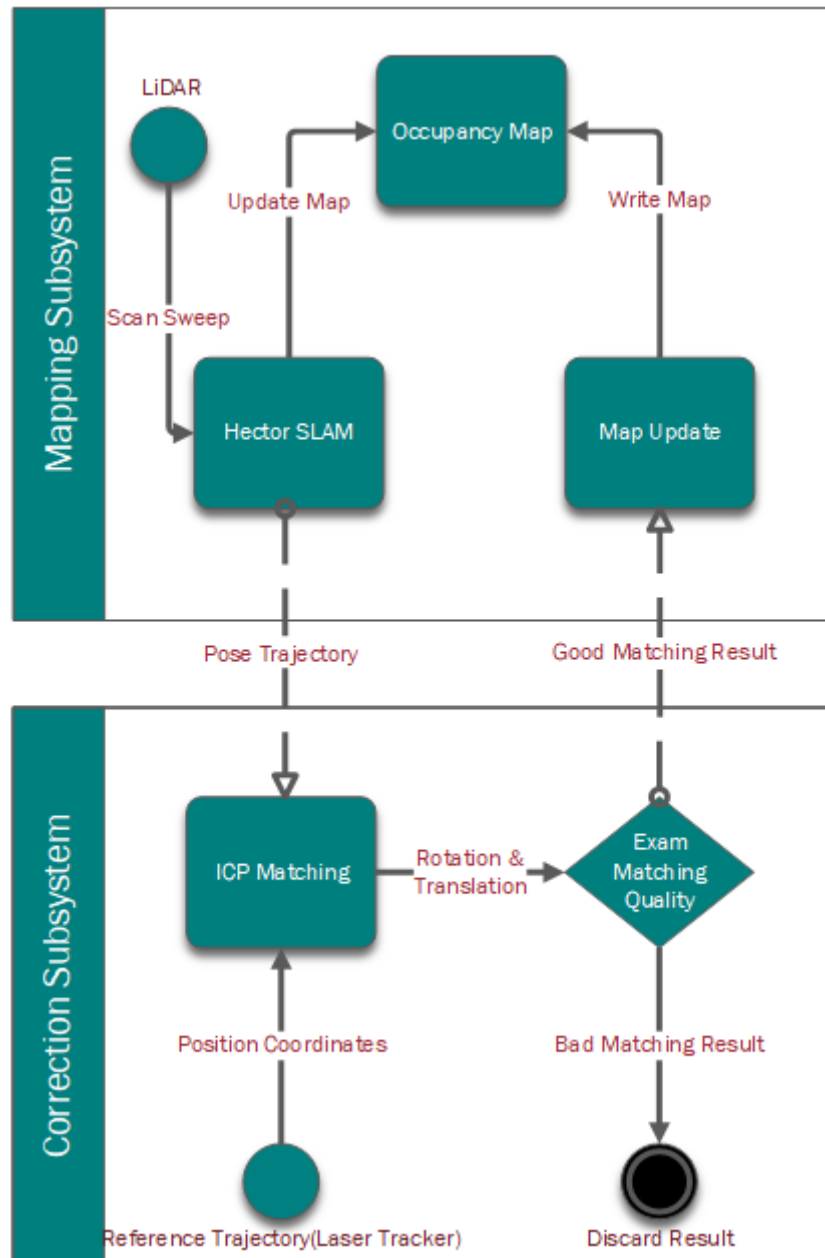 Mapping Subsystem
LiDAR
Occupancy Map
Update Map
Write Map
Scan Sweep
Hector SLAM
Map Update
Pose Trajectory
Good Matching Result
Correction Subsystem
ICP Matching
Rotation &
Translation
Exam
Matching
Quality
Position Coordinates
Bad Matching Result
Reference Trajectory(Laser Tracker)
Discard Result